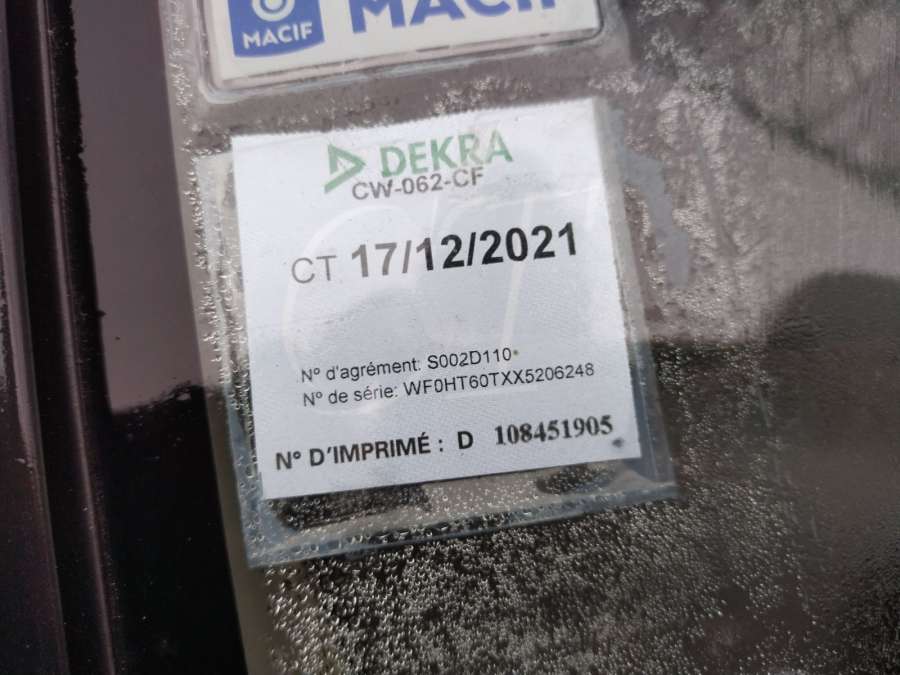 MACIF
MACIF
DEKRA
CW-062-CF
CT 17/12/2021
N° d'agrément: S002D110
N° de série: WF0HT60TXX5206248
N° D'IMPRIMÉ : D 108451905